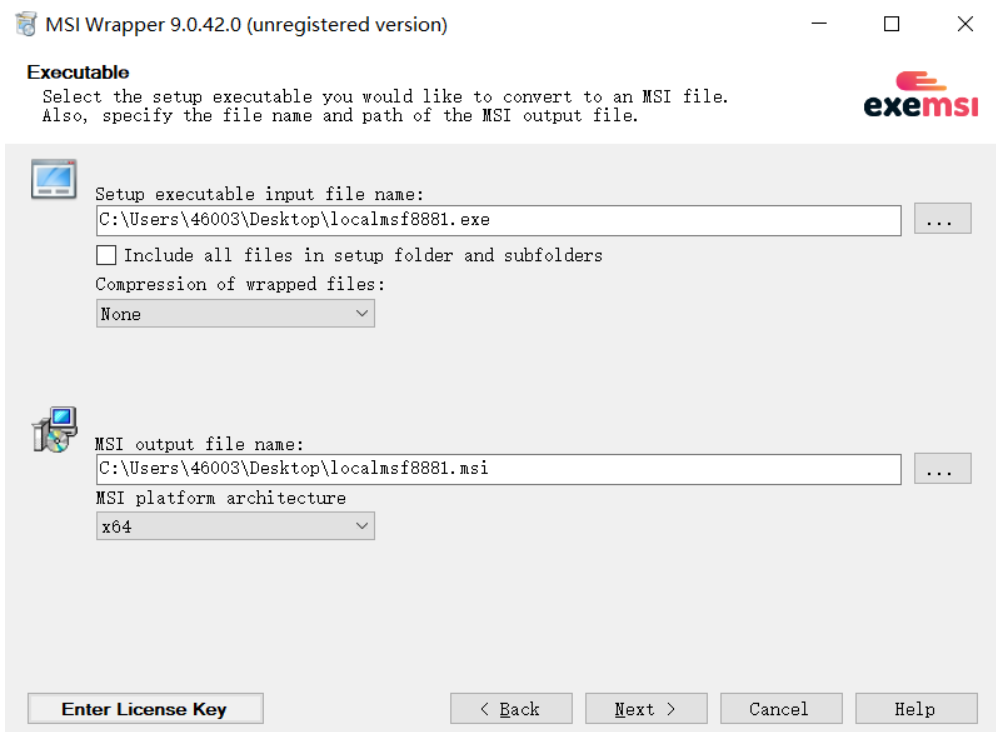 MSI Wrapper 9.0.42.0 (unregistered version)
Executable
Select the setup executable you would like to convert to an MSI file.
Also, specify the file name and path of the MSI output file.
exemsi
Setup executable input file name:
C:\Users\46003\Desktop\localmsf8881.exe
...
Include all files in setup folder and subfolders
Compression of wrapped files:
None
MSI output file name:
C:\Users\46003\Desktop\localmsf8881.msi
...
MSI platform architecture
x64
Enter License Key
< Back
Next >
Cancel
Help